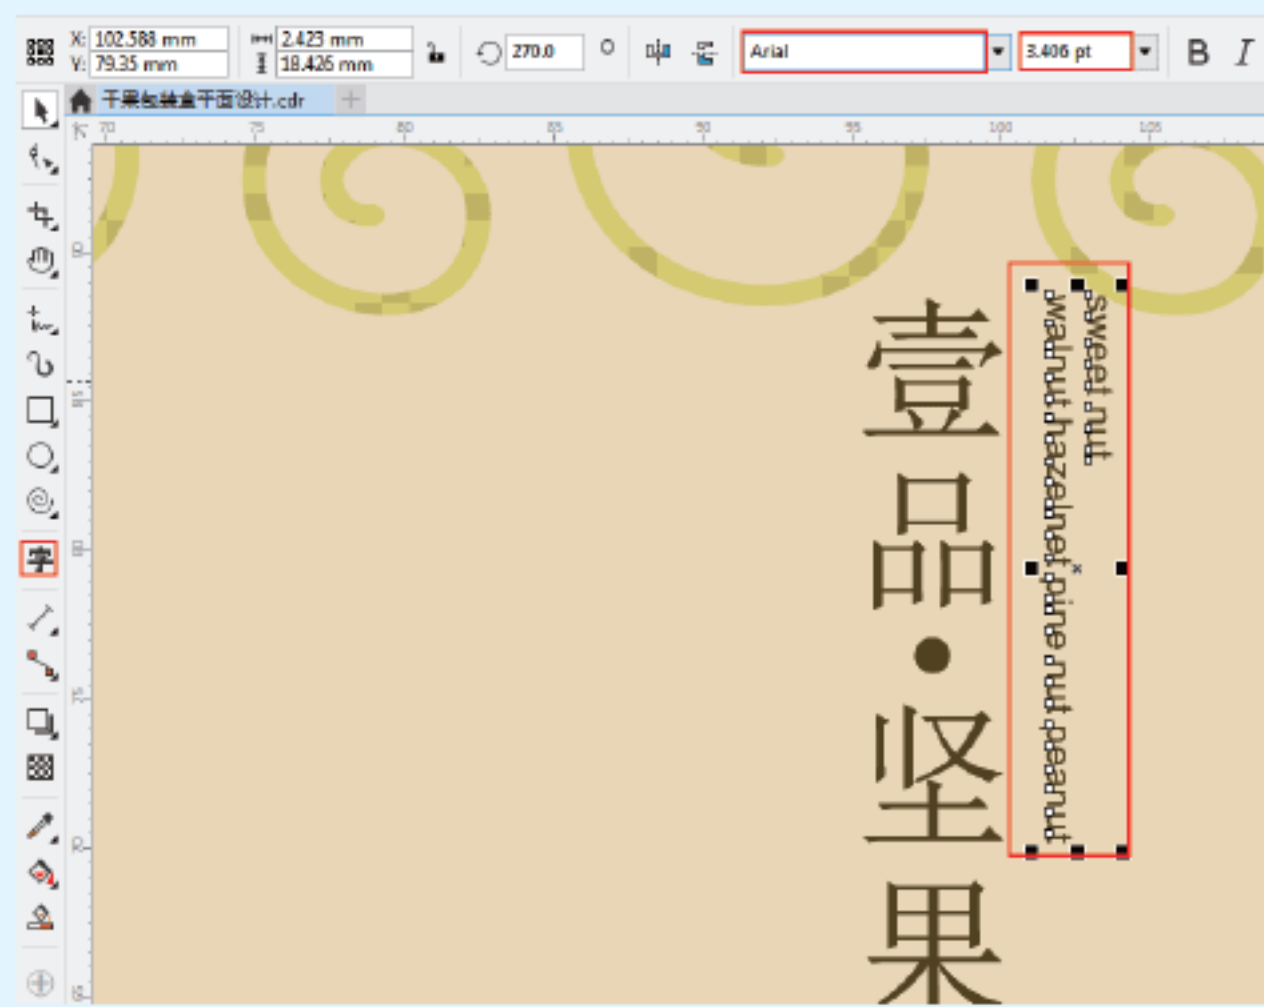 X: 102.588 mm
Y: 79.35 mm
2.423 mm
18.426 mm
270.0
Arial
3.406 pt
B I
干果包装盒平面设计.cdr
70 75 80 85 90 95 100 105
字
壹品·坚果
sweet nut
walnut hazelnet pine nut peanut